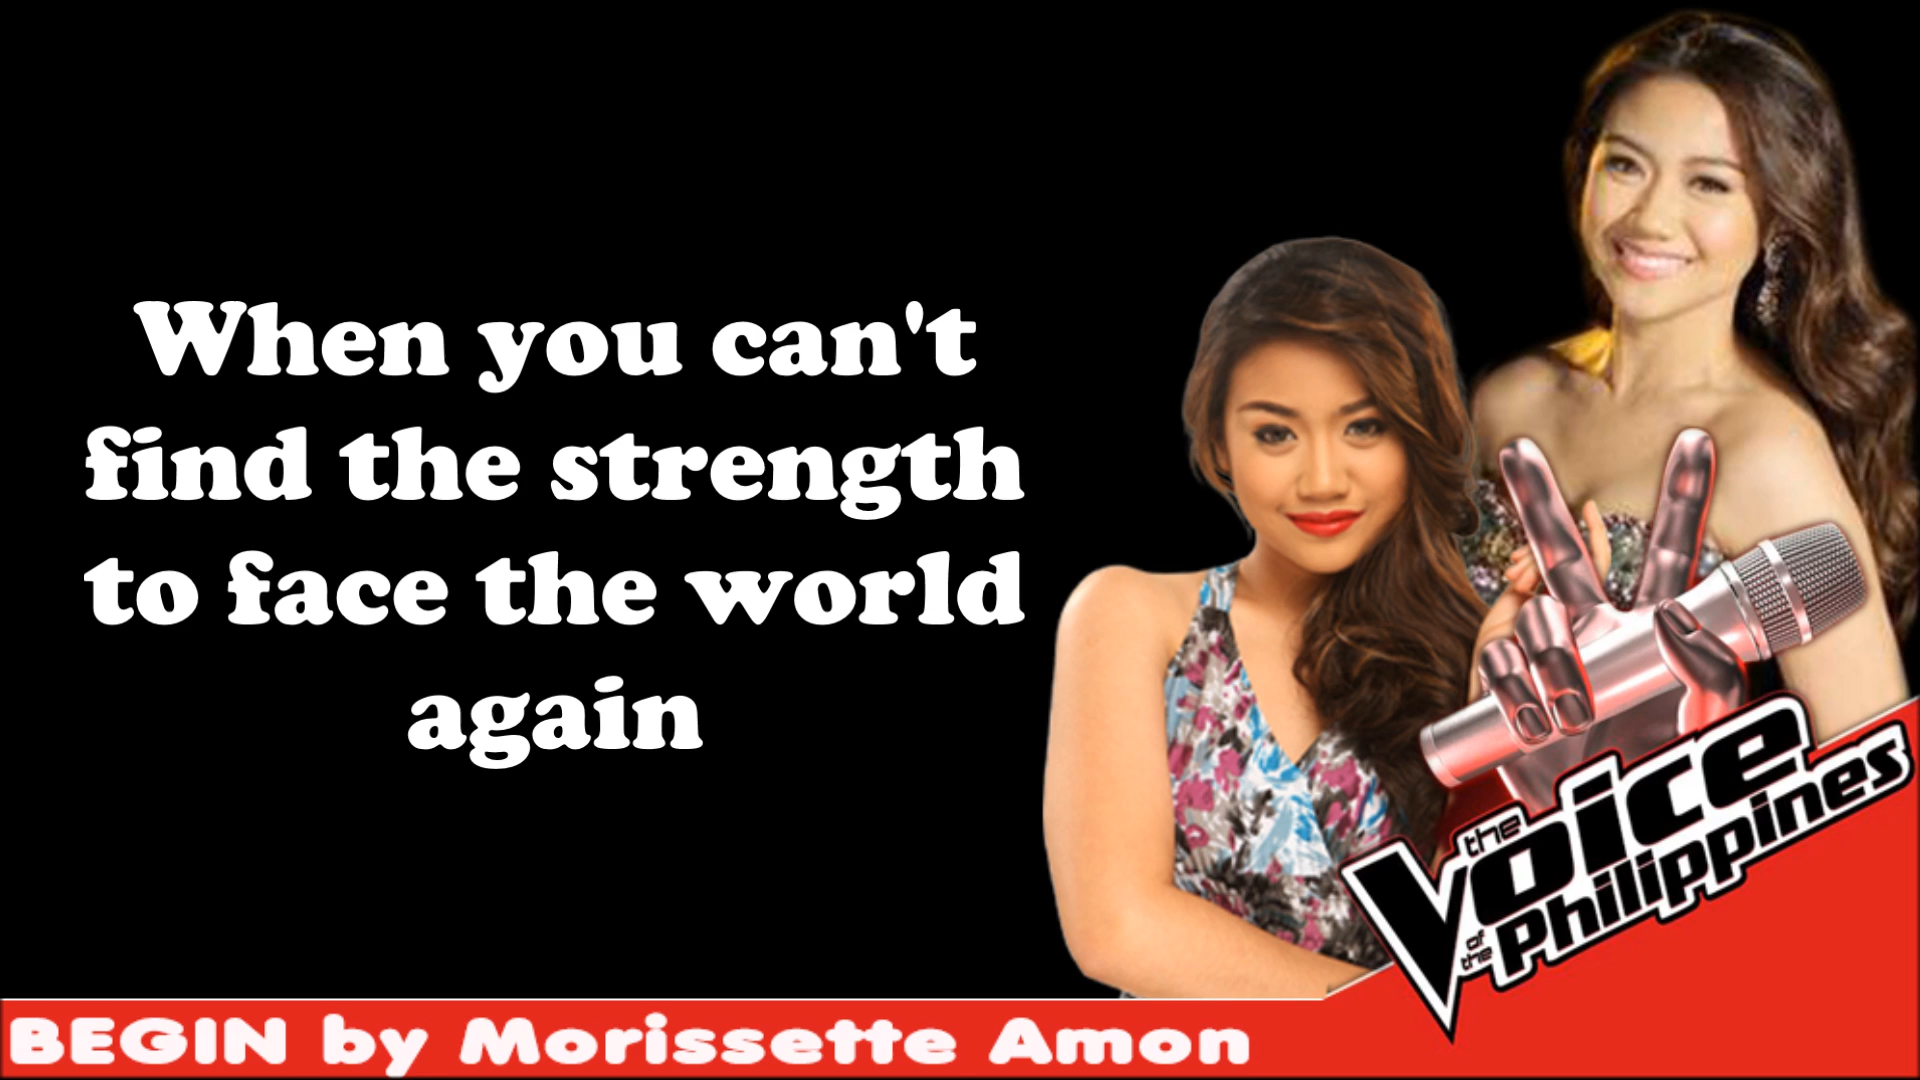 When you can't
find the strength
to face the world
again
the
Voice
of
the
Philippines
BEGIN by Morissette Amon